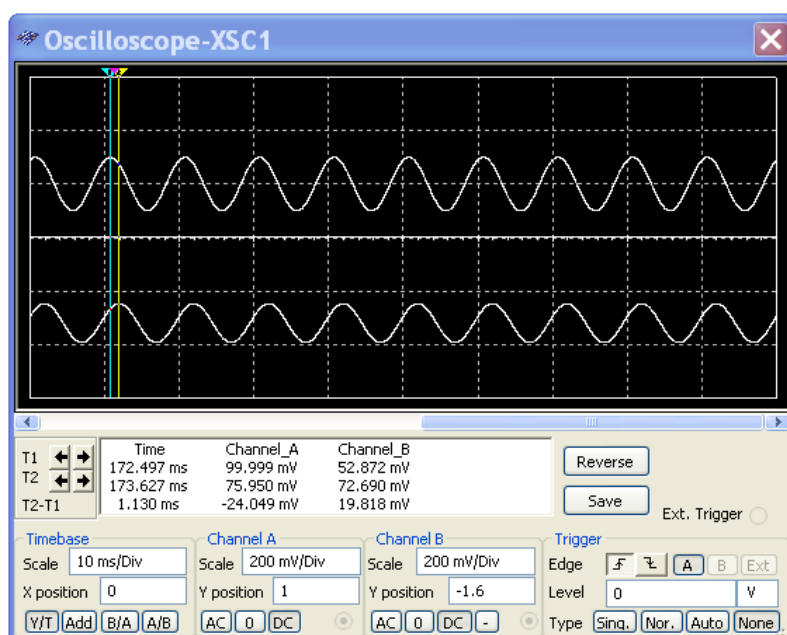 Oscilloscope-XSC1
Time Channel_A Channel_B
T1 172.497 ms 99.999 mV 52.872 mV
T2 173.627 ms 75.950 mV 72.690 mV
T2-T1 1.130 ms -24.049 mV 19.818 mV
Reverse
Save
Ext. Trigger
Timebase Channel A Channel B Trigger
Scale 10 ms/Div Scale 200 mV/Div Scale 200 mV/Div Edge A B Ext
X position 0 Y position 1 Y position -1.6 Level 0 V
Y/T Add B/A A/B AC 0 DC AC 0 DC - Type Sing. Nor. Auto None